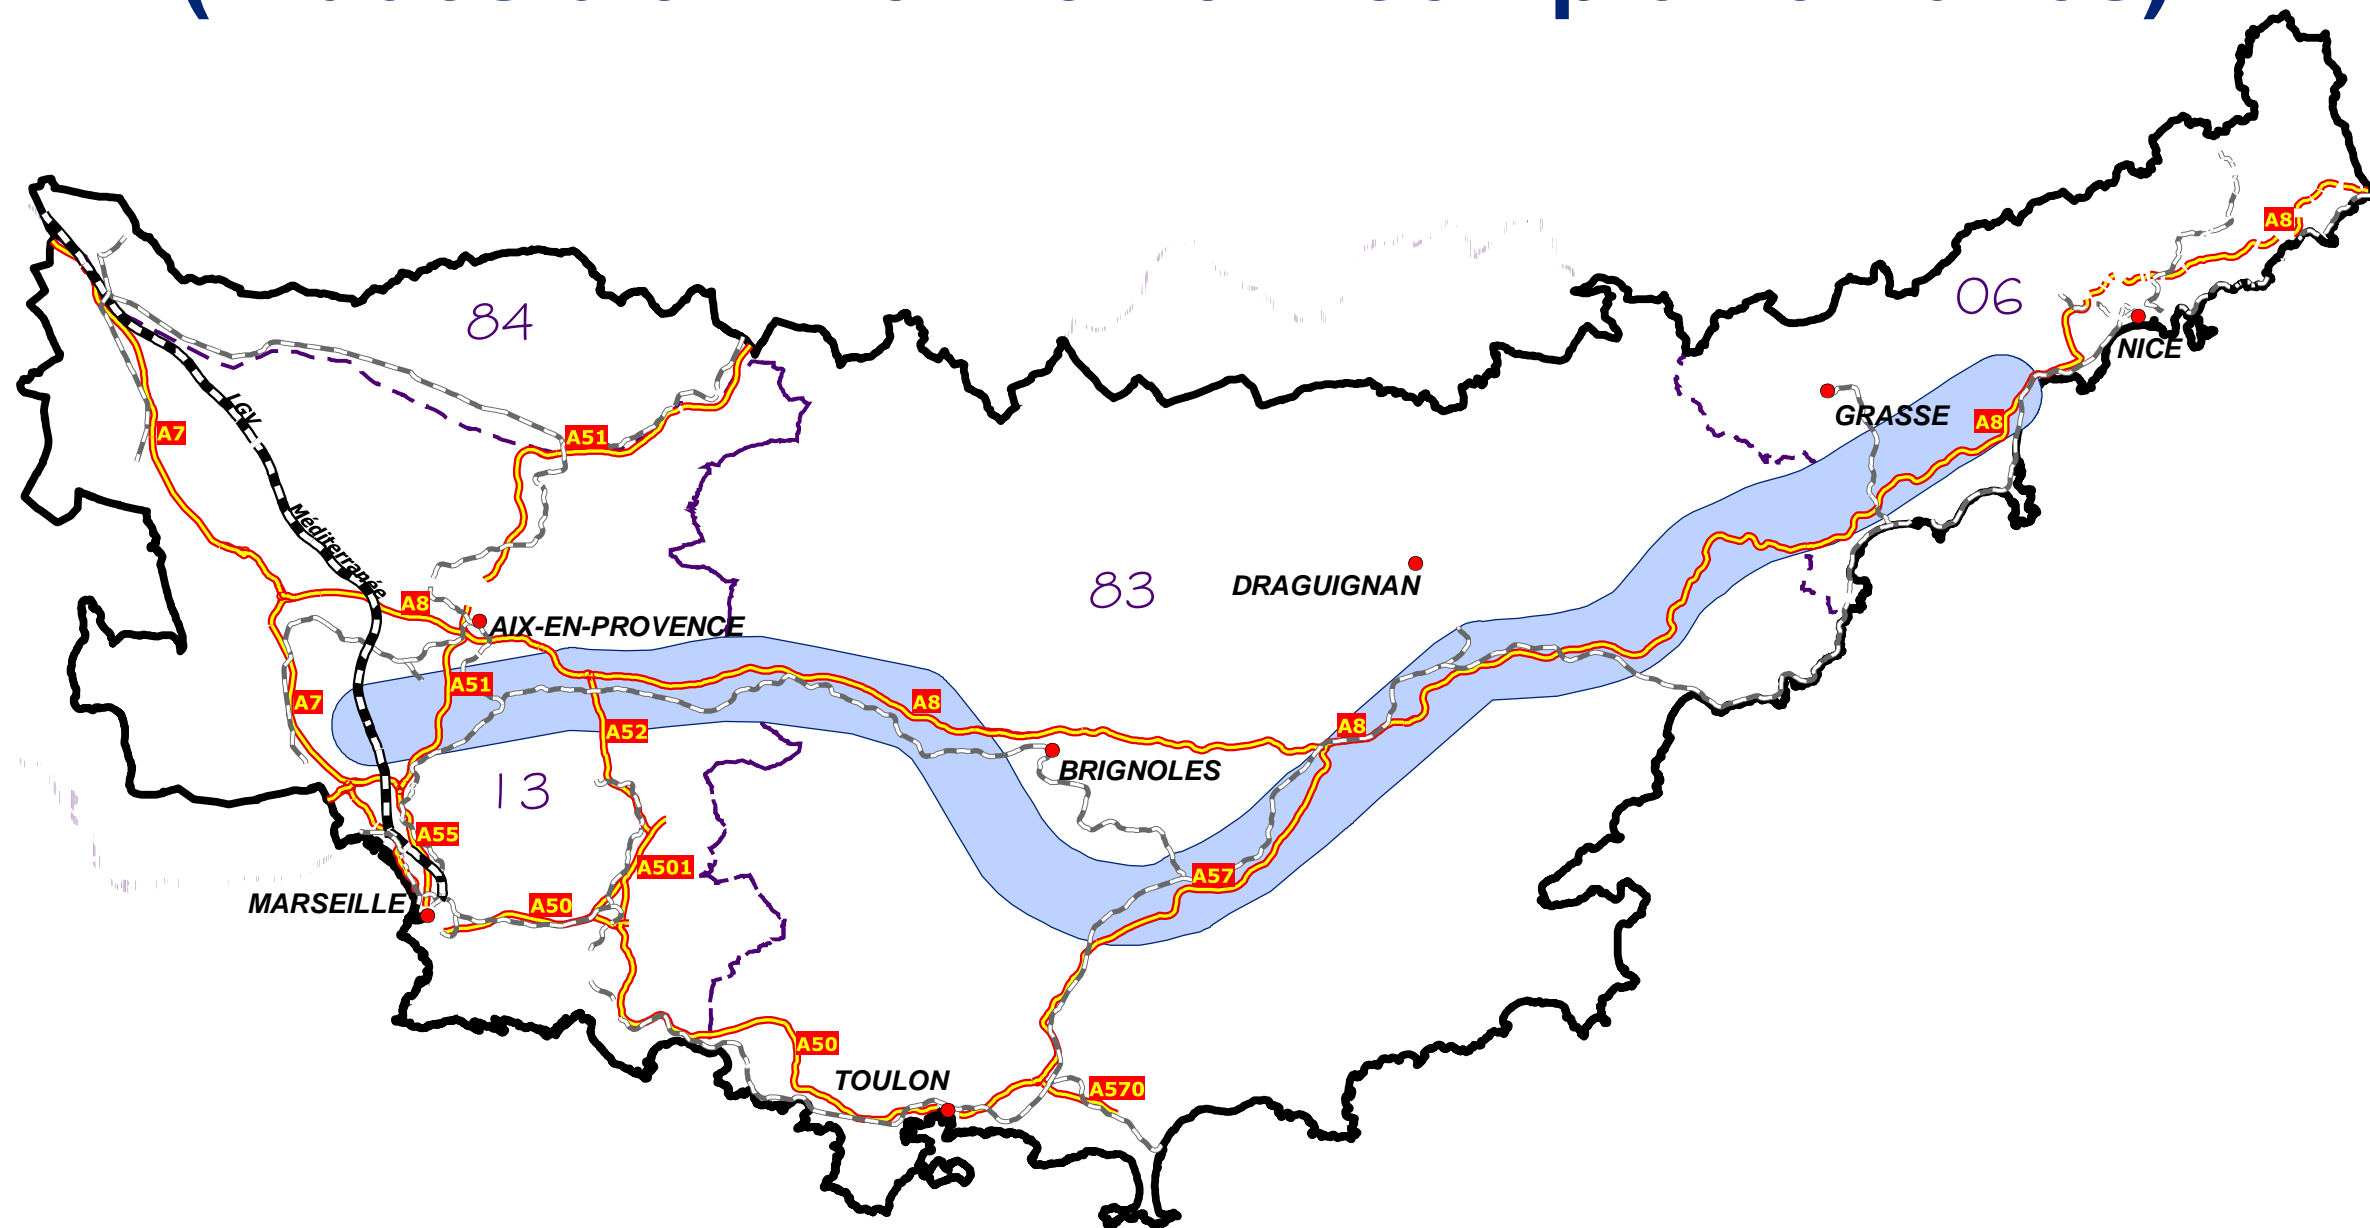 A8
84
06
NICE
LGV
A7
GRASSE
A8
A51
Méditerranée
83
DRAGUIGNAN
A8
AIX-EN-PROVENCE
A51
A7
A8
A52
A8
BRIGNOLES
13
A55
A501
A57
MARSEILLE
A50
A50
TOULON
A570